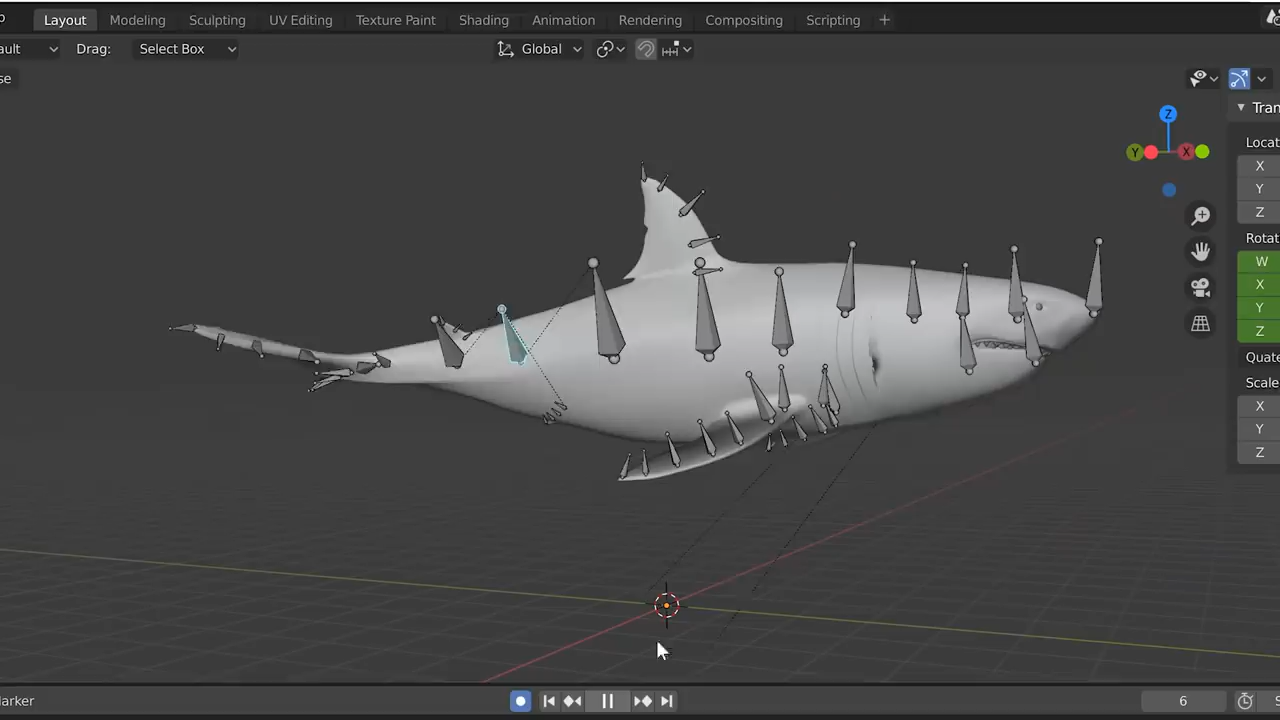 Layout Modeling Sculpting UV Editing Texture Paint Shading Animation Rendering Compositing Scripting +
ault Drag: Select Box Global
se
Z
Y X
Tran
Locat
X
Y
Z
Rotat
W
X
Y
Z
Quate
Scale
X
Y
Z
arker 6 S